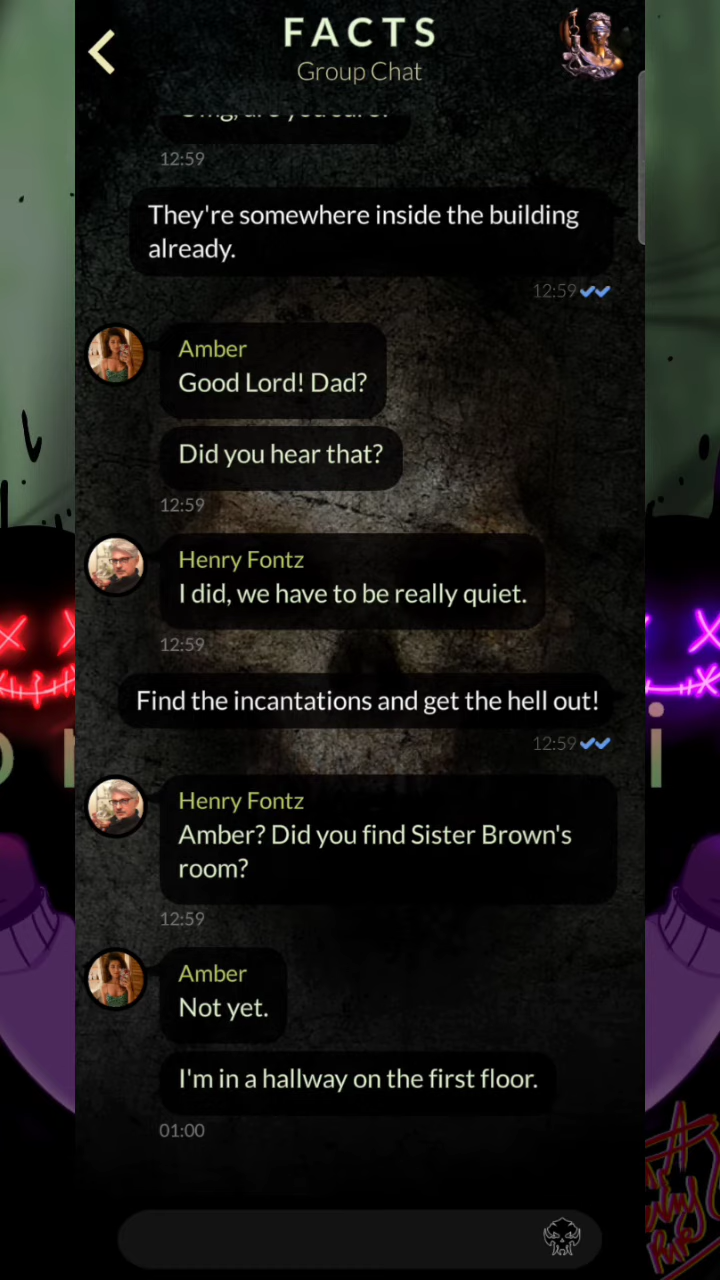 FACTS
Group Chat
12:59
They're somewhere inside the building
already.
12:59
Amber
Good Lord! Dad?
Did you hear that?
12:59
Henry Fontz
I did, we have to be really quiet.
12:59
Find the incantations and get the hell out!
12:59
Henry Fontz
Amber? Did you find Sister Brown's
room?
12:59
Amber
Not yet.
I'm in a hallway on the first floor.
01:00